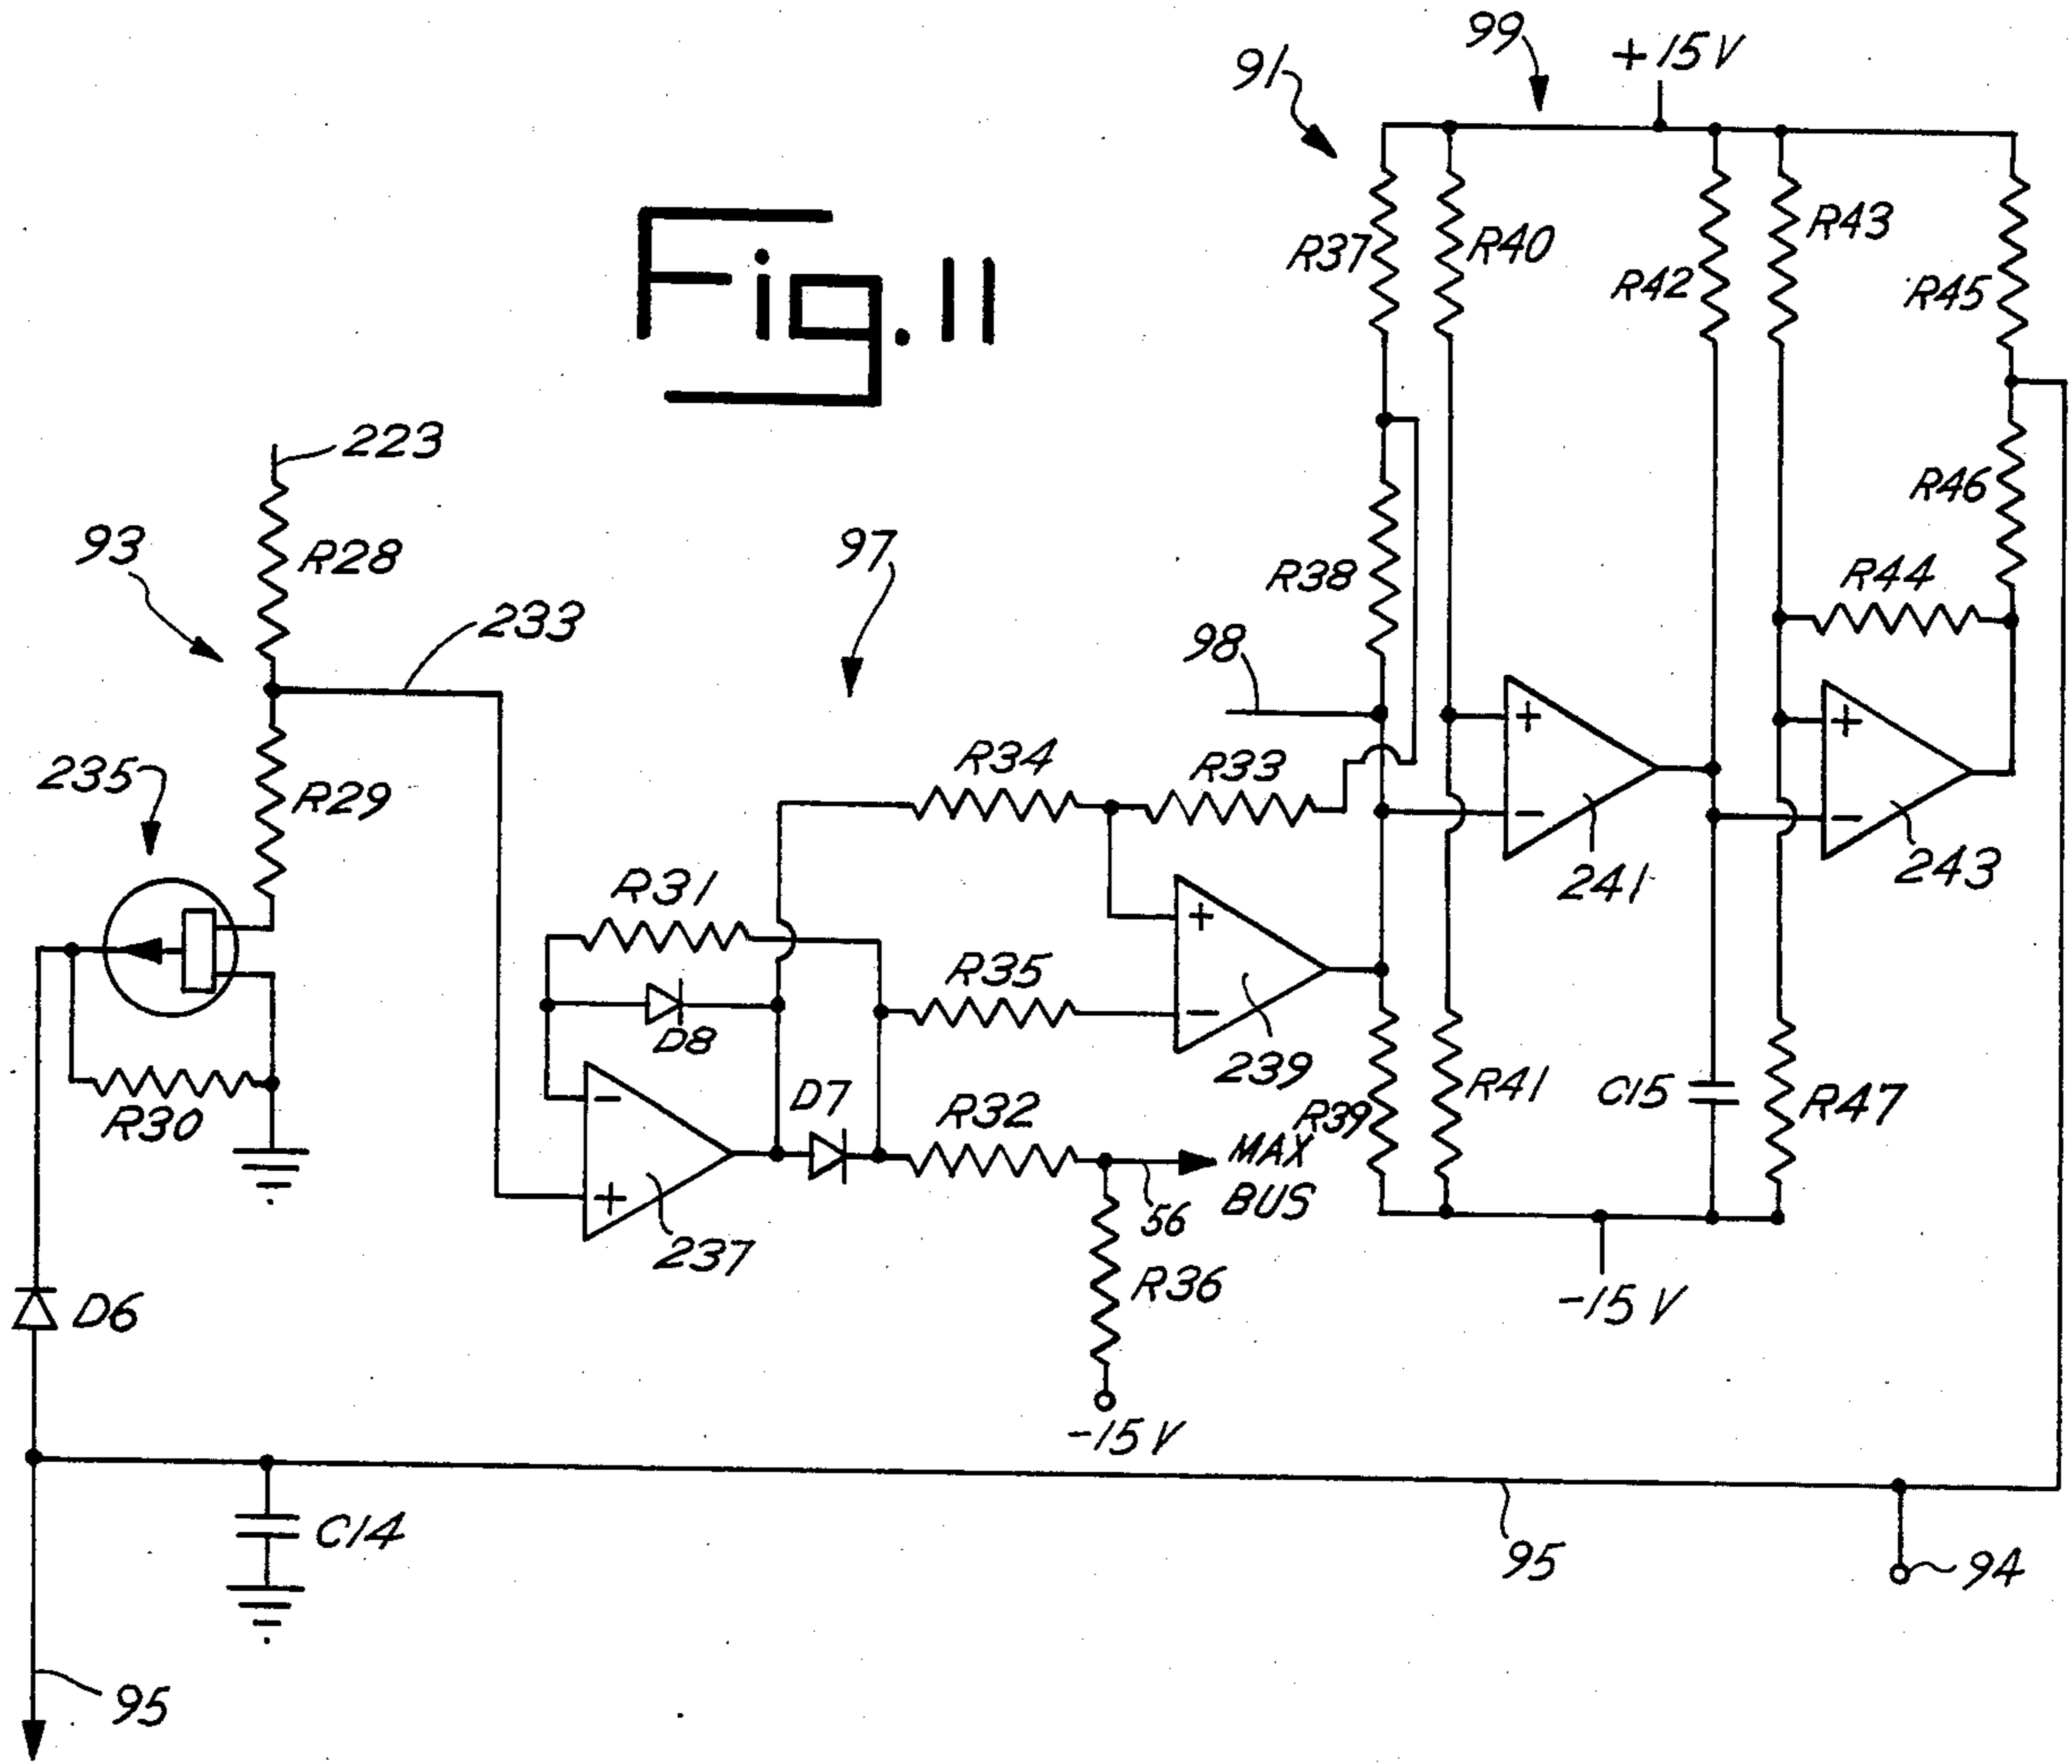 99
+15V
91
R37
R40
R42
R43
R45
Fig.11
223
R28
93
233
97
R38
R46
R44
98
235
R29
R34
R33
+
+
-
-
241
243
R31
R35
+
-
239
D8
R30
D7
R32
R39
R41
C15
R47
-
+
237
MAX
BUS
56
R36
-15V
D6
-15V
C14
95
94
95